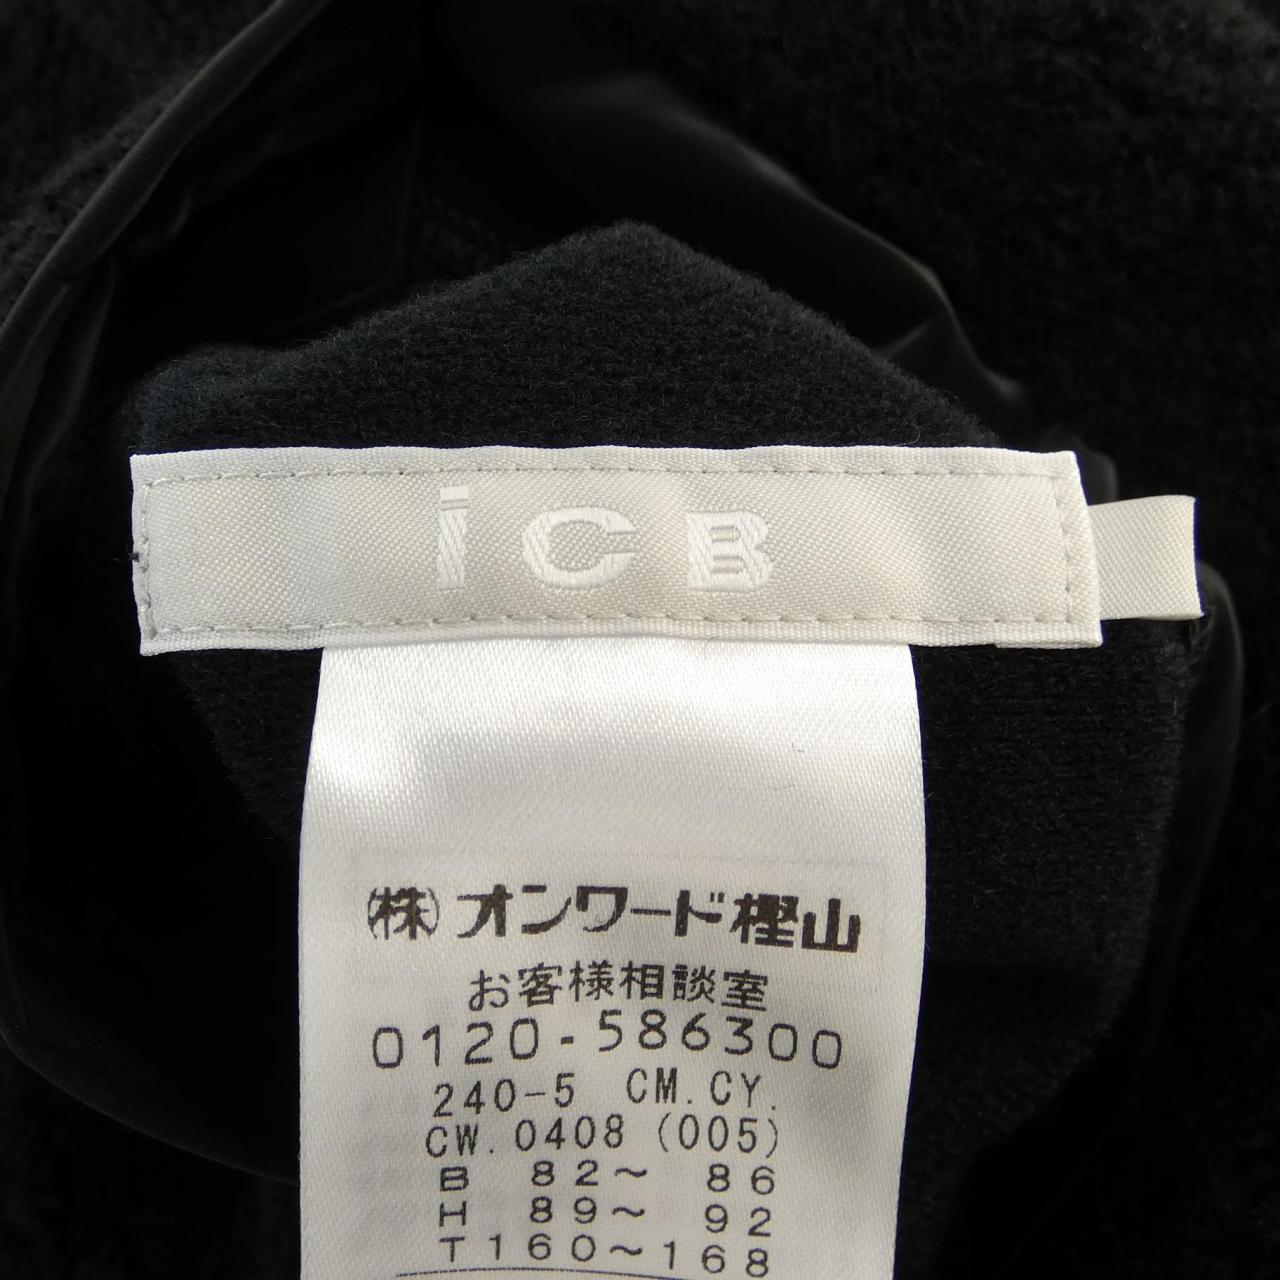 iCB
(株)オンワード樫山
お客様相談室
0120-586300
240-5 CM.CY.
CW.0408 (005)
B 82～ 86
H 89～ 92
T160～168